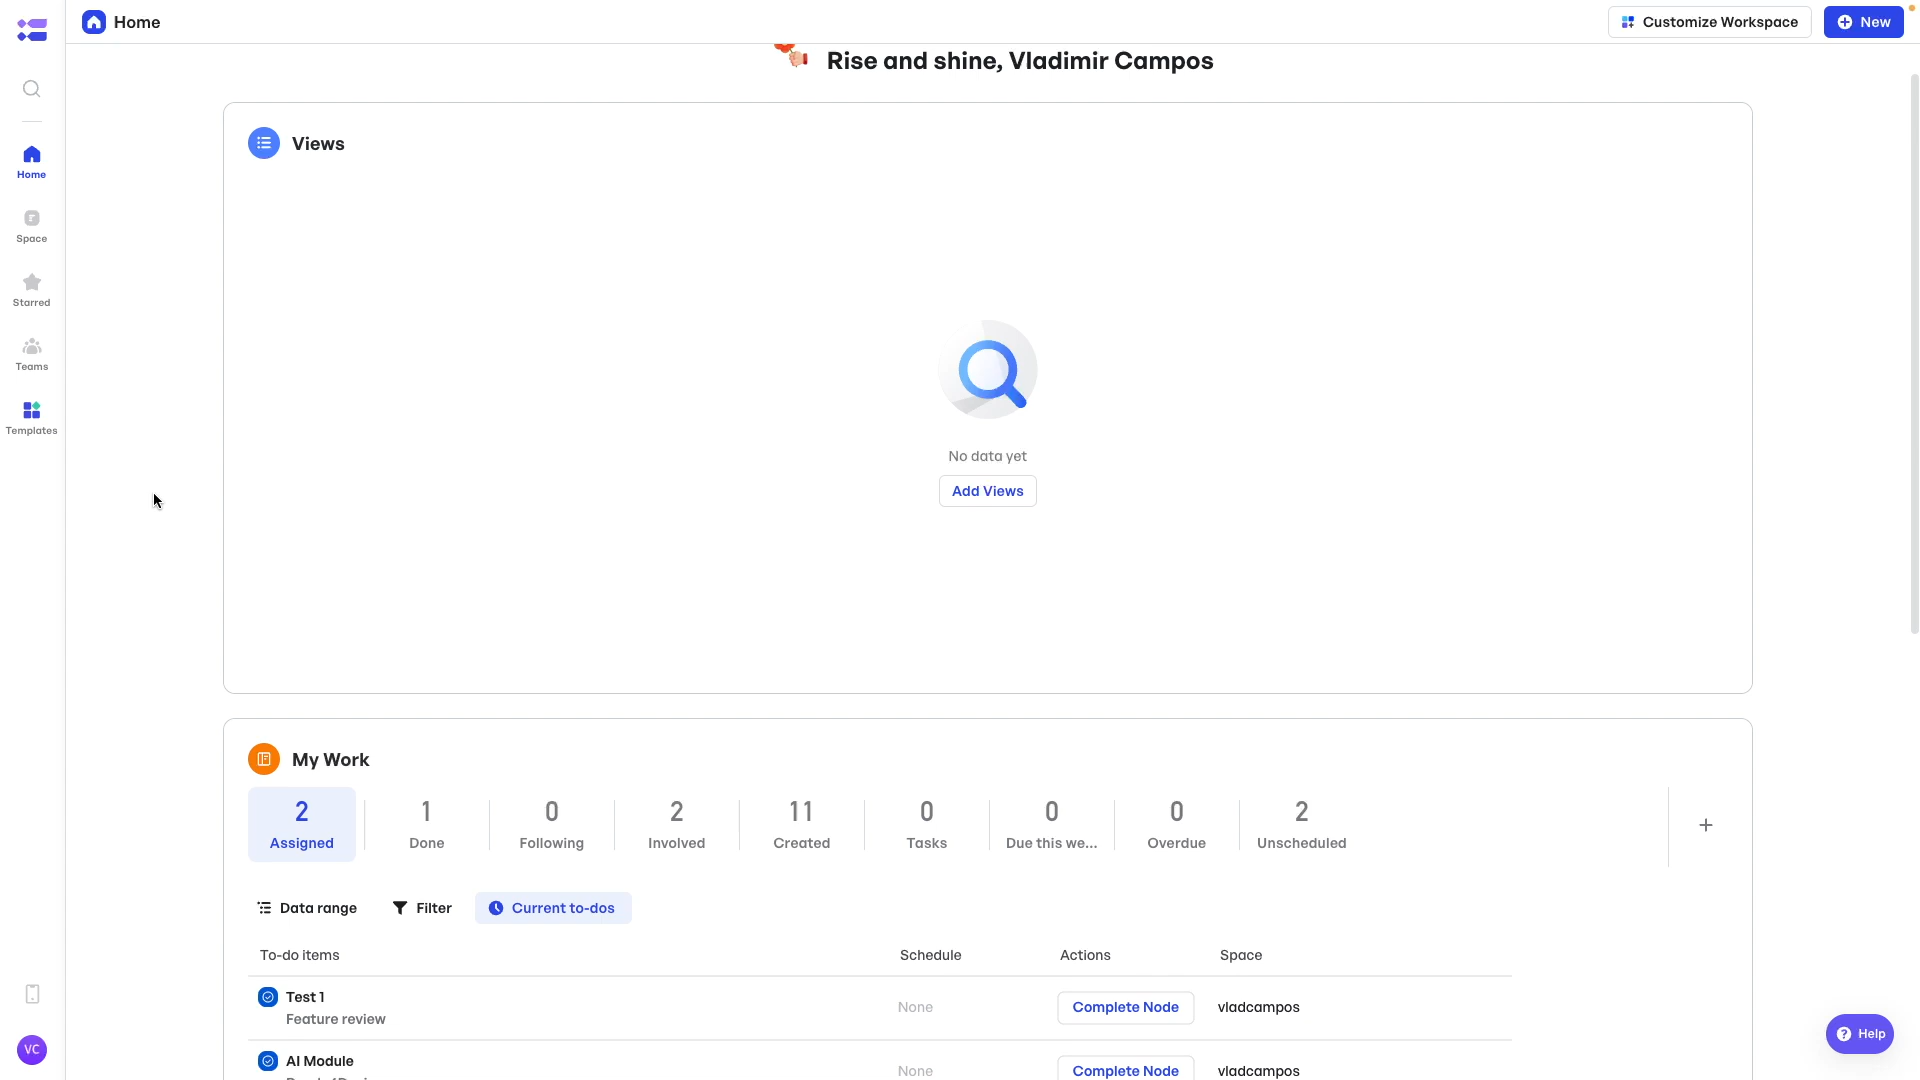 Home
Customize Workspace
New
Rise and shine, Vladimir Campos
Views
Home
Space
Starred
Teams
Templates
No data yet
Add Views
My Work
2 1 0 2 11 0 0 0 2
Assigned Done Following Involved Created Tasks Due this we... Overdue Unscheduled
Data range Filter Current to-dos
To-do items Schedule Actions Space
Test 1
None Complete Node vladcampos
Feature review
Help
VC
AI Module
None Complete Node vladcampos